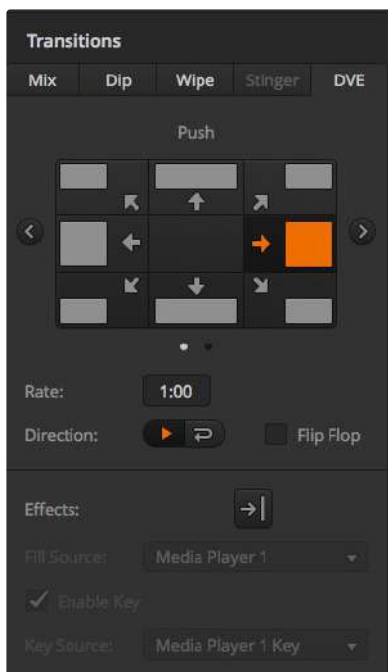 Transitions
Mix Dip Wipe Stinger DVE
Push
Rate: 1:00
Direction: Flip Flop
Effects:
Fill Source: Media Player 1
Enable Key
Key Source: Media Player 1 Key